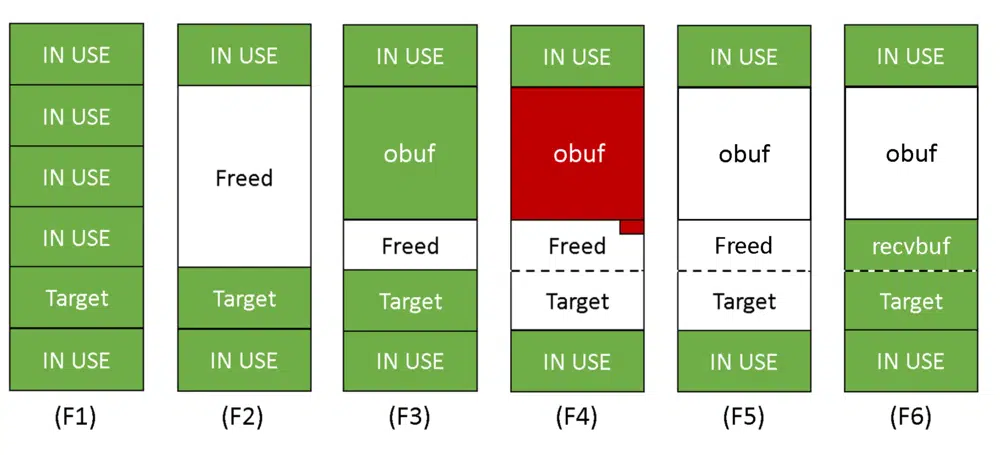 IN USE
IN USE
IN USE
IN USE
Target
IN USE
(F1)
IN USE
Freed
Target
IN USE
(F2)
IN USE
obuf
Freed
Target
IN USE
(F3)
IN USE
obuf
Freed
Target
IN USE
(F4)
IN USE
obuf
Freed
Target
IN USE
(F5)
IN USE
obuf
recvbuf
Target
IN USE
(F6)